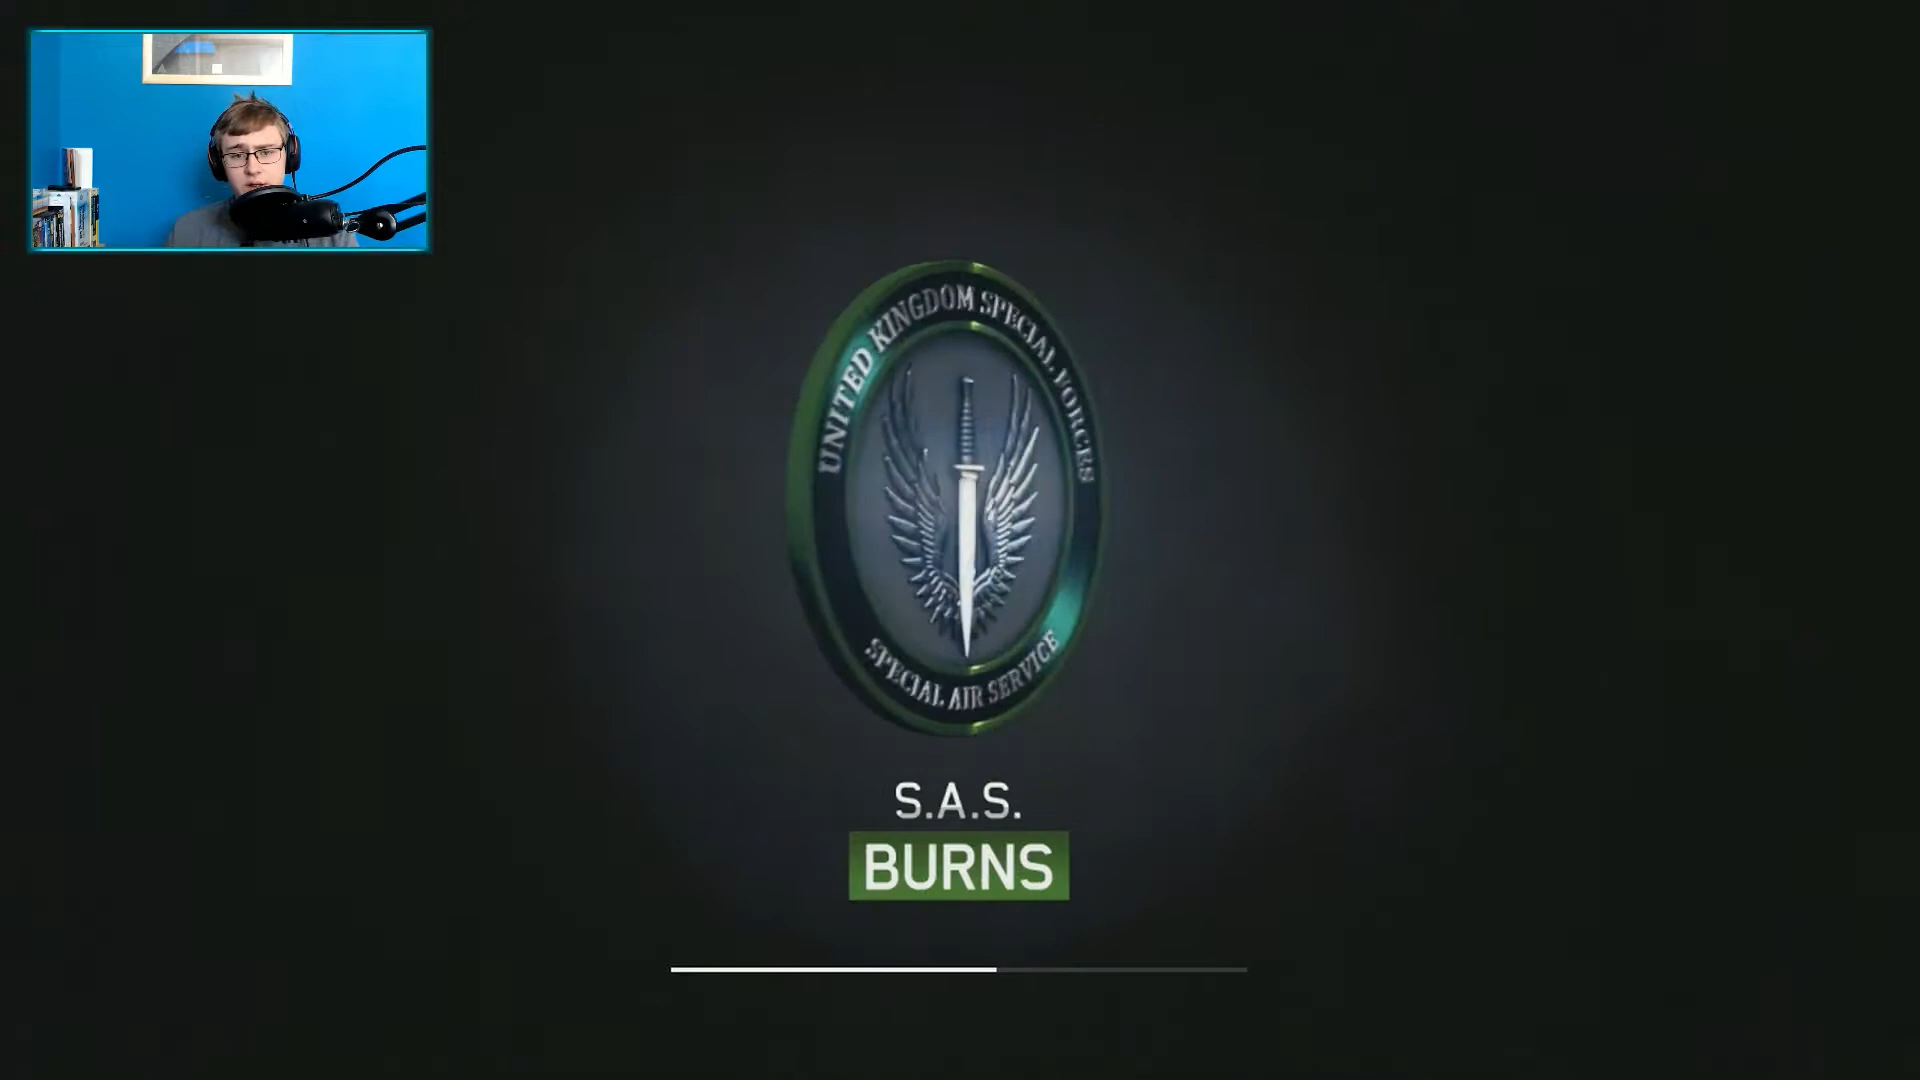 UNITED KINGDOM SPECIAL FORCES
SPECIAL AIR SERVICE
S.A.S.
BURNS